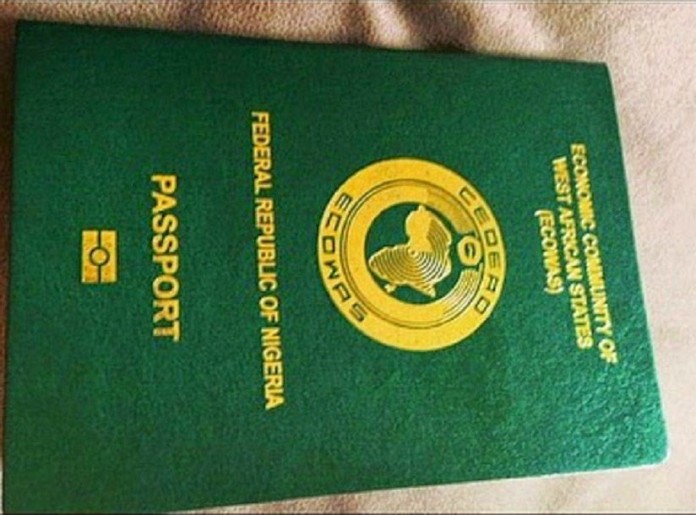 ECONOMIC COMMUNITY OF
WEST AFRICAN STATES
(ECOWAS)
CEDEAO
ECOWAS
FEDERAL REPUBLIC OF NIGERIA
PASSPORT